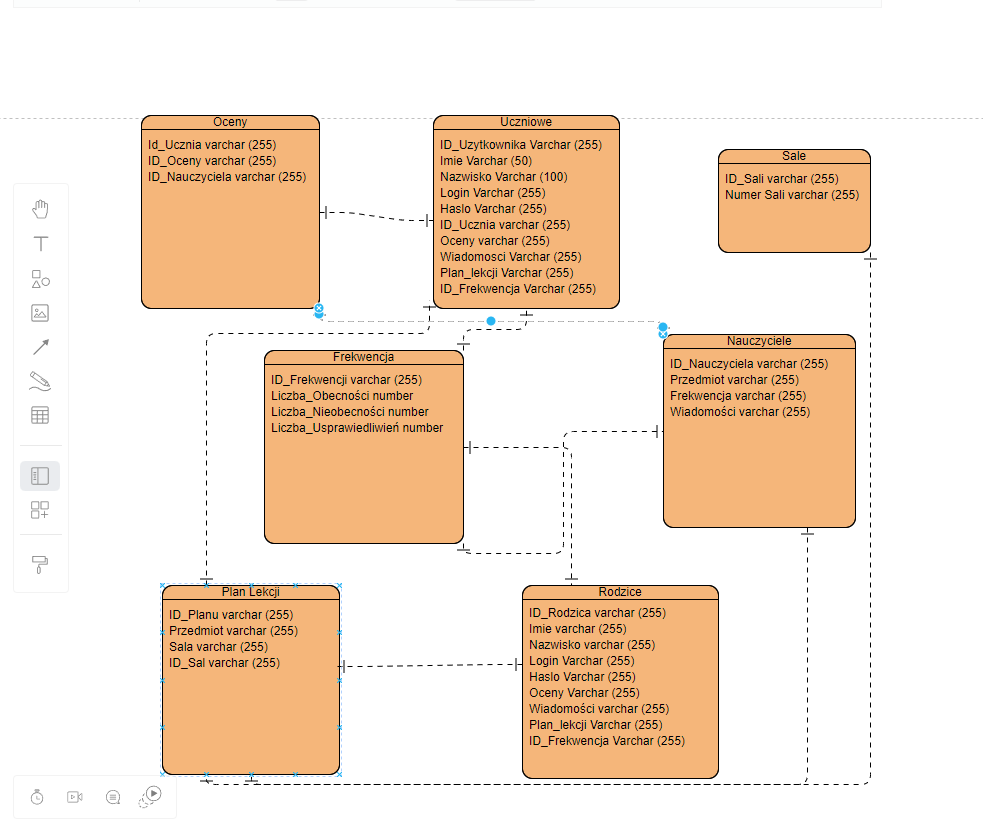 Oceny
Id_Ucznia varchar (255)
ID_Oceny varchar (255)
ID_Nauczyciela varchar (255)
Uczniowe
ID_Uzytkownika Varchar (255)
Imie Varchar (50)
Nazwisko Varchar (100)
Login Varchar (255)
Haslo Varchar (255)
ID_Ucznia varchar (255)
Oceny varchar (255)
Wiadomosci Varchar (255)
Plan_lekcji Varchar (255)
ID_Frekwencja Varchar (255)
Sale
ID_Sali varchar (255)
Numer Sali varchar (255)
Frekwencja
ID_Frekwencji varchar (255)
Liczba_Obecności number
Liczba_Nieobecności number
Liczba_Usprawiedliwień number
Nauczyciele
ID_Nauczyciela varchar (255)
Przedmiot varchar (255)
Frekwencja varchar (255)
Wiadomości varchar (255)
Plan Lekcji
ID_Planu varchar (255)
Przedmiot varchar (255)
Sala varchar (255)
ID_Sal varchar (255)
Rodzice
ID_Rodzica varchar (255)
Imie varchar (255)
Nazwisko varchar (255)
Login Varchar (255)
Haslo Varchar (255)
Oceny Varchar (255)
Wiadomości varchar (255)
Plan_lekcji Varchar (255)
ID_Frekwencja Varchar (255)